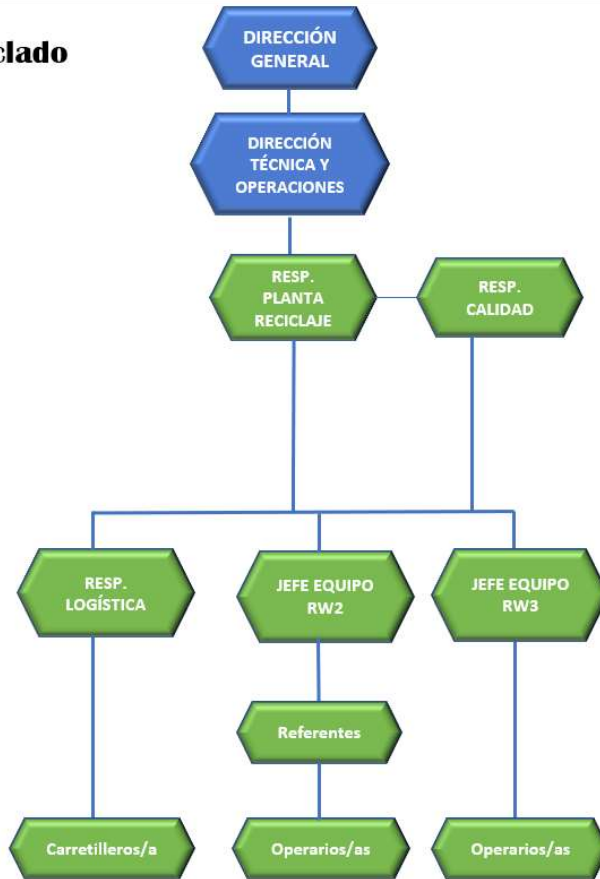 clado
DIRECCIÓN
GENERAL
DIRECCIÓN
TÉCNICA Y
OPERACIONES
RESP.
PLANTA
RECICLAJE
RESP.
CALIDAD
RESP.
LOGÍSTICA
JEFE EQUIPO
RW2
JEFE EQUIPO
RW3
Referentes
Carretilleros/a
Operarios/as
Operarios/as